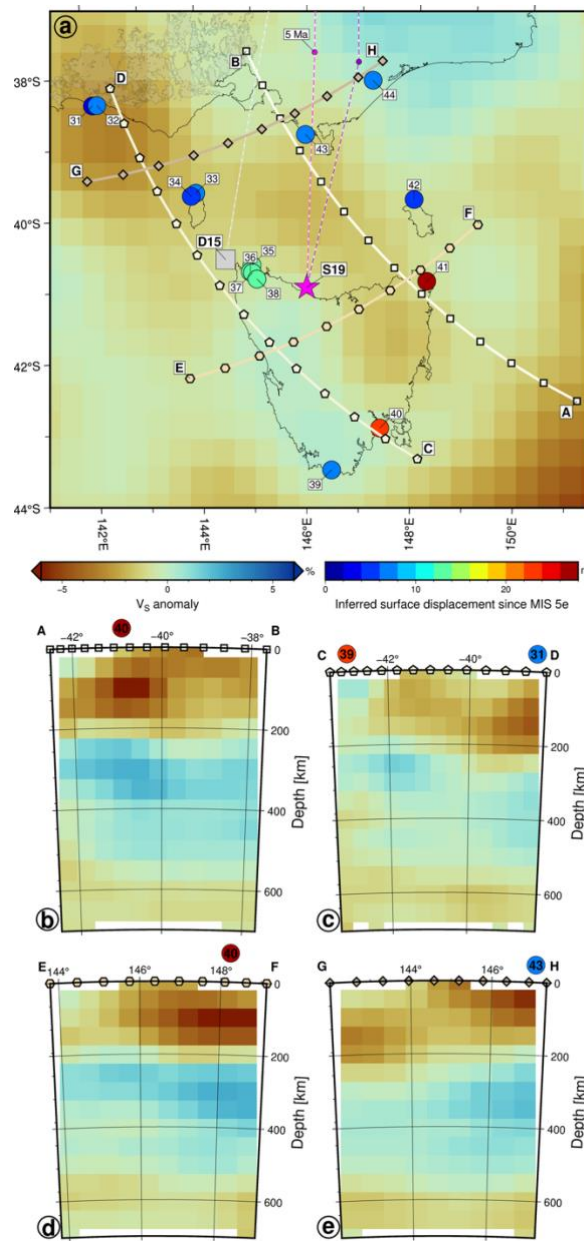 a
B
5 Ma
H
D
38°S
44
31
32
43
G
34
33
42
F
40°S
D15
36
35
S19
41
37
38
42°S
E
A
40
C
39
44°S
142°E
144°E
146°E
148°E
150°E
−5
0
5
%
0
10
20
V_S anomaly
Inferred surface displacement since MIS 5e
A
40
B
C
39
31
D
−42°
−40°
−38°
0
−42°
−40°
0
200
200
400
400
600
600
Depth [km]
Depth [km]
b
c
E
40
F
G
43
H
144°
146°
148°
0
144°
146°
0
200
200
400
400
600
600
Depth [km]
Depth [km]
d
e